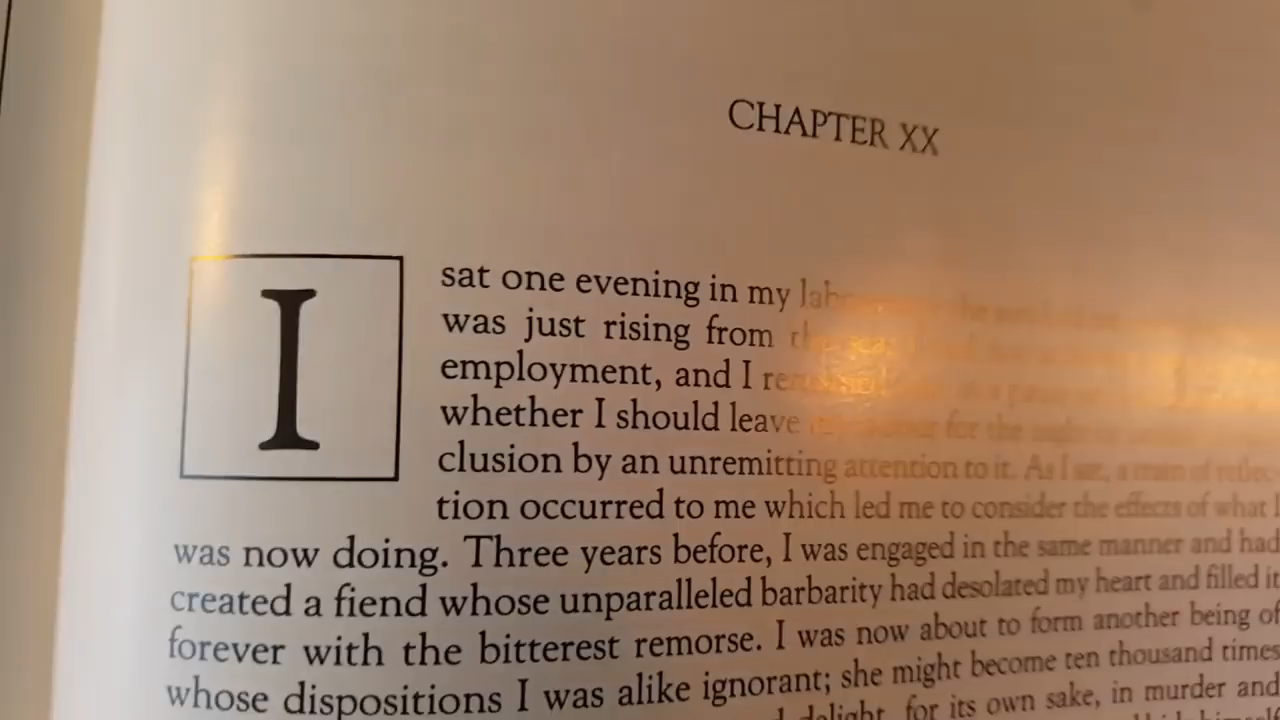 CHAPTER XX
I
sat one evening in my
was just rising from
employment, and I
whether I should leave for the
clusion by an unremitting attention to it. As I sat, a train of reflec-
tion occurred to me which led me to consider the effects of what I
was now doing. Three years before, I was engaged in the same manner and had
created a fiend whose unparalleled barbarity had desolated my heart and filled it
forever with the bitterest remorse. I was now about to form another being of
whose dispositions I was alike ignorant; she might become ten thousand times
delight, for its own sake, in murder and